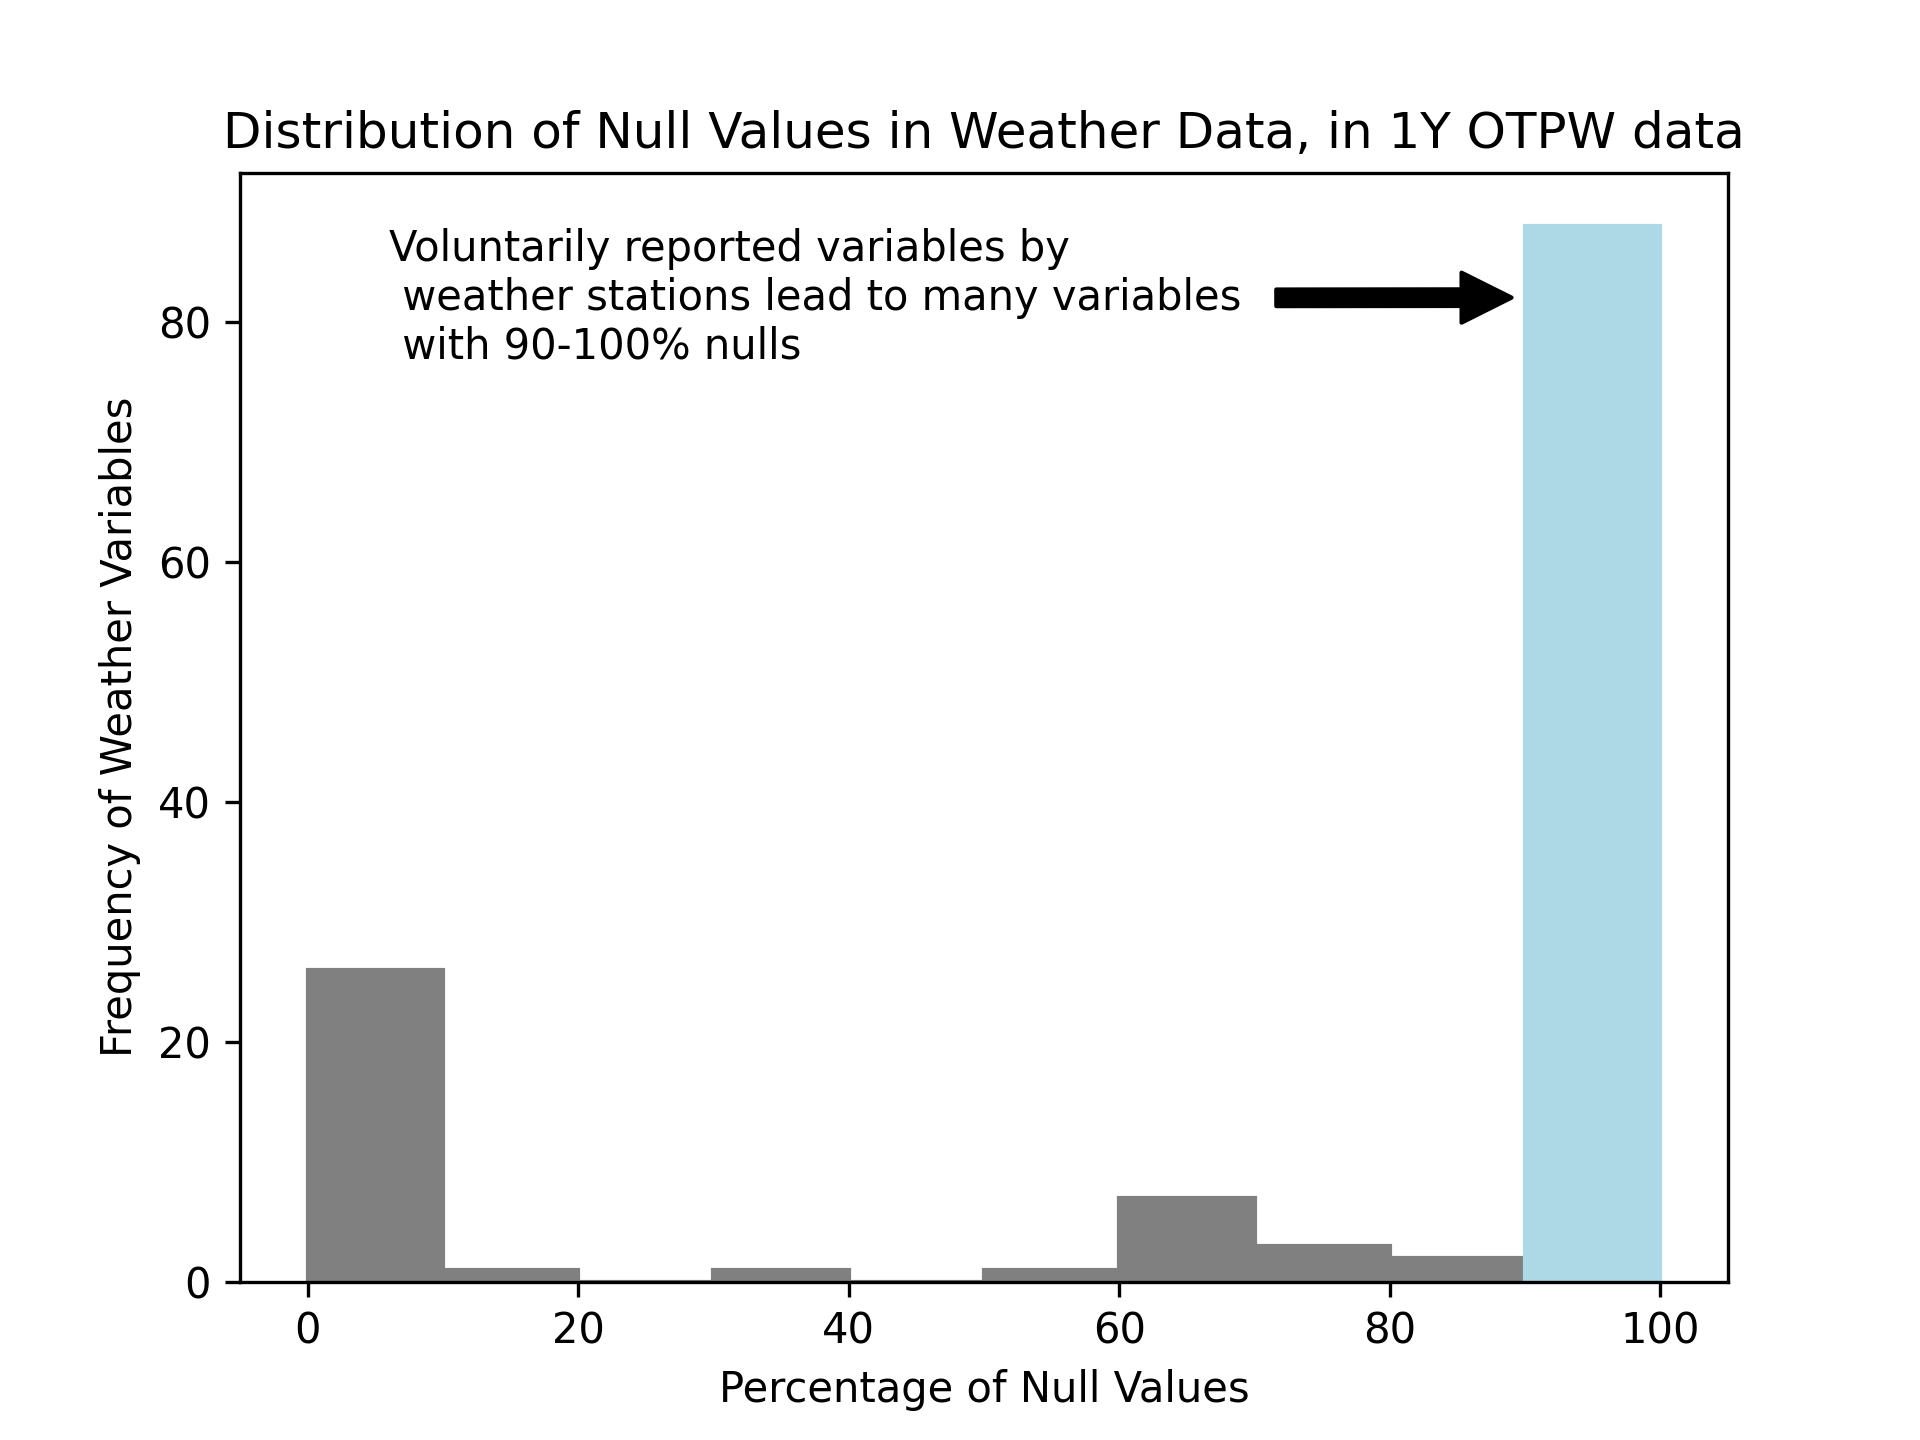 Distribution of Null Values in Weather Data, in 1Y OTPW data
Voluntarily reported variables by
weather stations lead to many variables
with 90-100% nulls
Frequency of Weather Variables
80
60
40
20
0
0 20 40 60 80 100
Percentage of Null Values